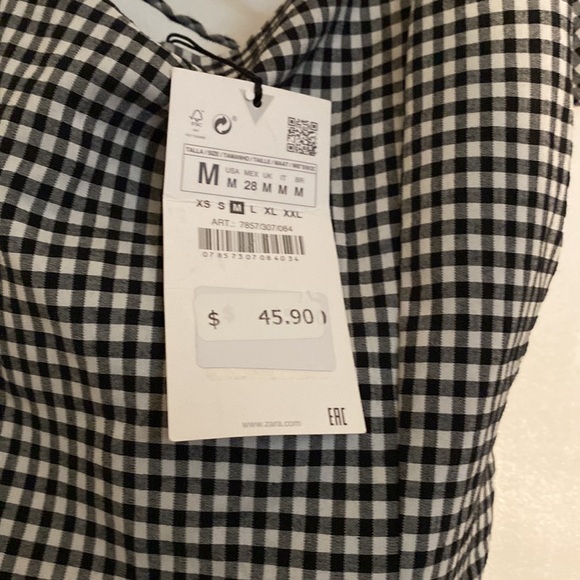 FSC
TALLA / SIZE / TAMANHO / TAILLE / MAAT /
M USA MEX UK IT BR
M 28 M M M
XS S M L XL XXL
ART.: 7857/307/064
07857307064034
$ 45.90
www.zara.com
EAC